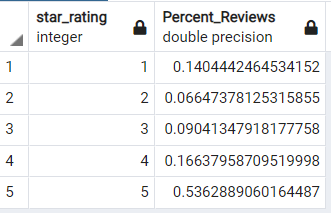 star_rating Percent_Reviews
integer double precision
1 1 0.1404442464534152
2 2 0.06647378125315855
3 3 0.09041347918177758
4 4 0.16637958709519998
5 5 0.5362889060164487